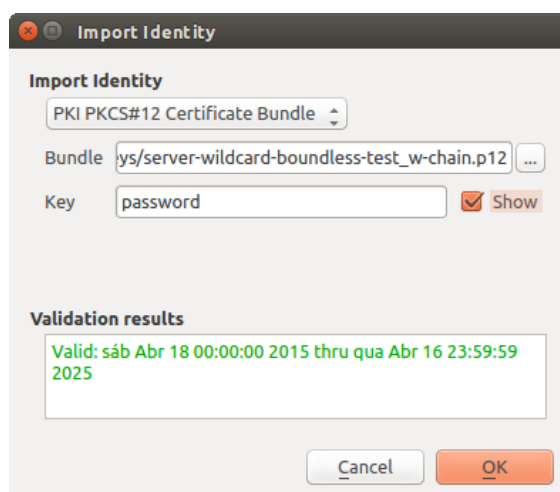 Import Identity
Import Identity
PKI PKCS#12 Certificate Bundle
Bundle ys/server-wildcard-boundless-test_w-chain.p12 ...
Key password Show
Validation results
Valid: sáb Abr 18 00:00:00 2015 thru qua Abr 16 23:59:59
2025
Cancel OK